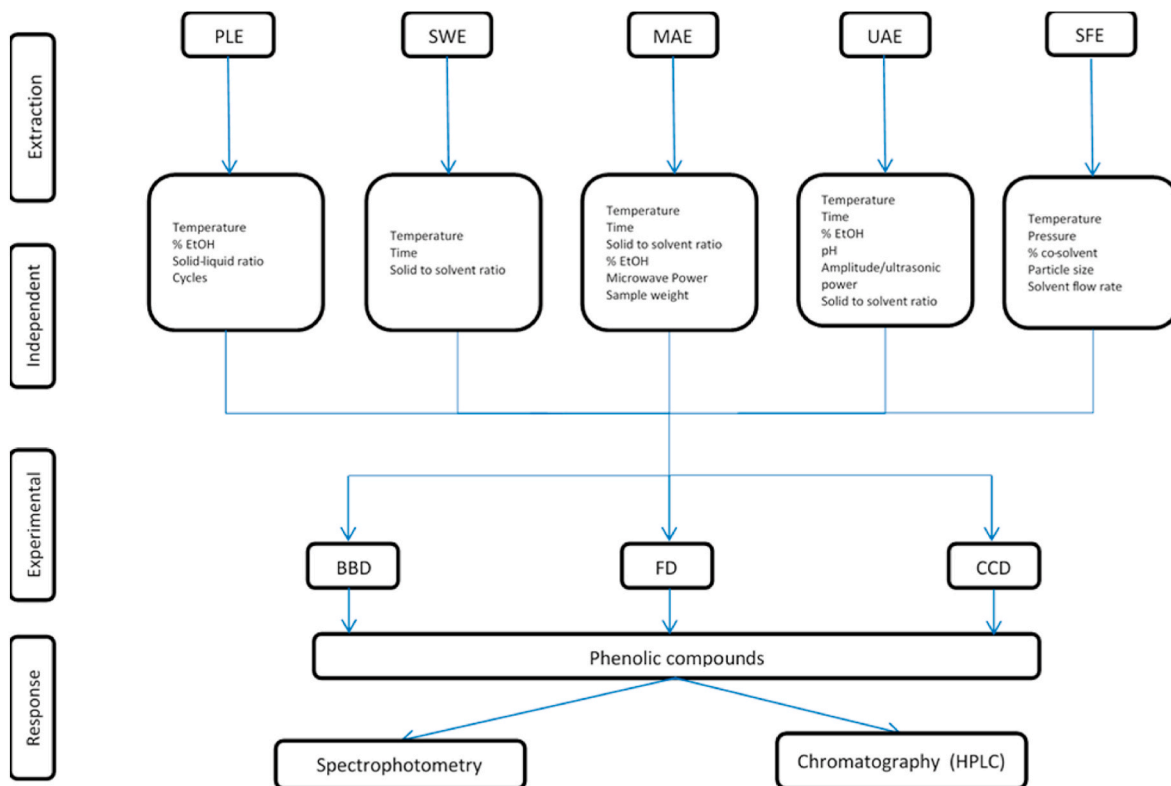 PLE
SWE
MAE
UAE
SFE
Extraction
Temperature
% EtOH
Solid-liquid ratio
Cycles
Temperature
Time
Solid to solvent ratio
Temperature
Time
Solid to solvent ratio
% EtOH
Microwave Power
Sample weight
Temperature
Time
% EtOH
pH
Amplitude/ultrasonic
power
Solid to solvent ratio
Temperature
Pressure
% co-solvent
Particle size
Solvent flow rate
Independent
Experimental
BBD
FD
CCD
Phenolic compounds
Response
Spectrophotometry
Chromatography (HPLC)